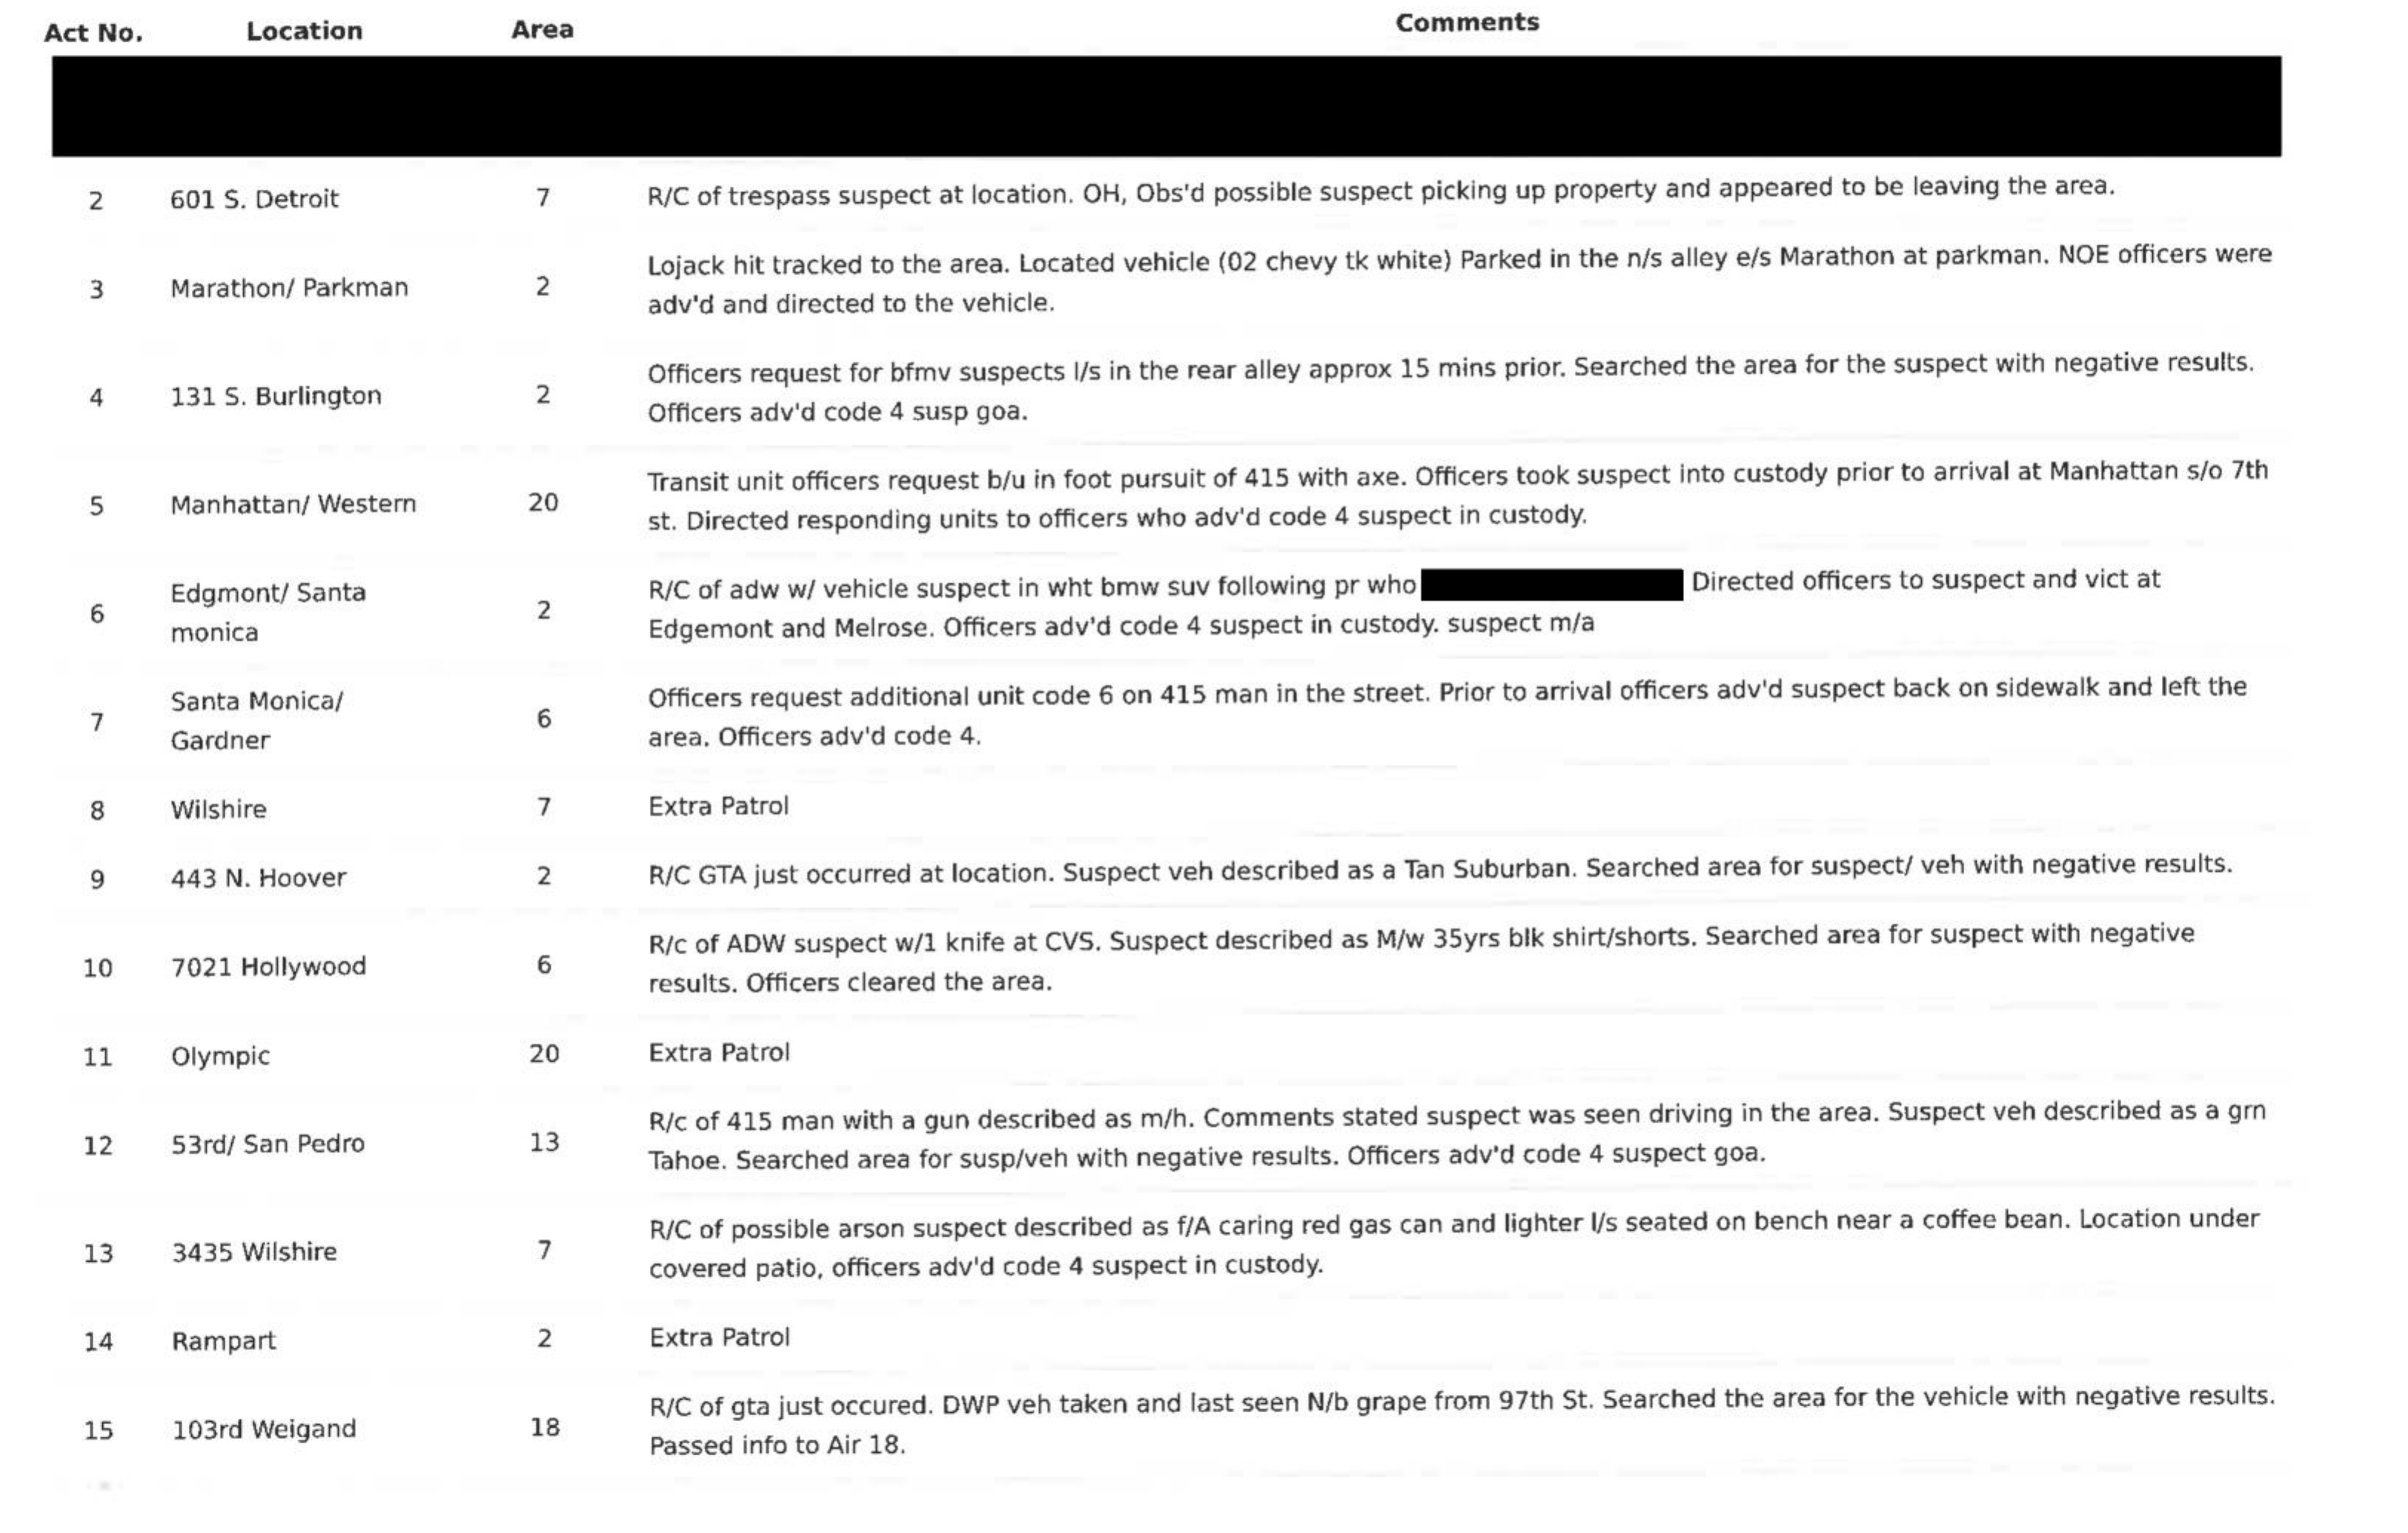 Act No. Location Area Comments
2 601 S. Detroit 7 R/C of trespass suspect at location. OH, Obs'd possible suspect picking up property and appeared to be leaving the area.
3 Marathon/ Parkman 2 Lojack hit tracked to the area. Located vehicle (02 chevy tk white) Parked in the n/s alley e/s Marathon at parkman. NOE officers were
adv'd and directed to the vehicle.
4 131 S. Burlington 2 Officers request for bfmv suspects l/s in the rear alley approx 15 mins prior. Searched the area for the suspect with negative results.
Officers adv'd code 4 susp goa.
5 Manhattan/ Western 20 Transit unit officers request b/u in foot pursuit of 415 with axe. Officers took suspect into custody prior to arrival at Manhattan s/o 7th
st. Directed responding units to officers who adv'd code 4 suspect in custody.
6 Edgmont/ Santa 2 R/C of adw w/ vehicle suspect in wht bmw suv following pr who Directed officers to suspect and vict at
monica Edgemont and Melrose. Officers adv'd code 4 suspect in custody. suspect m/a
7 Santa Monica/ 6 Officers request additional unit code 6 on 415 man in the street. Prior to arrival officers adv'd suspect back on sidewalk and left the
Gardner area. Officers adv'd code 4.
8 Wilshire 7 Extra Patrol
9 443 N. Hoover 2 R/C GTA just occurred at location. Suspect veh described as a Tan Suburban. Searched area for suspect/ veh with negative results.
10 7021 Hollywood 6 R/c of ADW suspect w/1 knife at CVS. Suspect described as M/w 35yrs blk shirt/shorts. Searched area for suspect with negative
results. Officers cleared the area.
11 Olympic 20 Extra Patrol
12 53rd/ San Pedro 13 R/c of 415 man with a gun described as m/h. Comments stated suspect was seen driving in the area. Suspect veh described as a grn
Tahoe. Searched area for susp/veh with negative results. Officers adv'd code 4 suspect goa.
13 3435 Wilshire 7 R/C of possible arson suspect described as f/A caring red gas can and lighter l/s seated on bench near a coffee bean. Location under
covered patio, officers adv'd code 4 suspect in custody.
14 Rampart 2 Extra Patrol
15 103rd Weigand 18 R/C of gta just occured. DWP veh taken and last seen N/b grape from 97th St. Searched the area for the vehicle with negative results.
Passed info to Air 18.